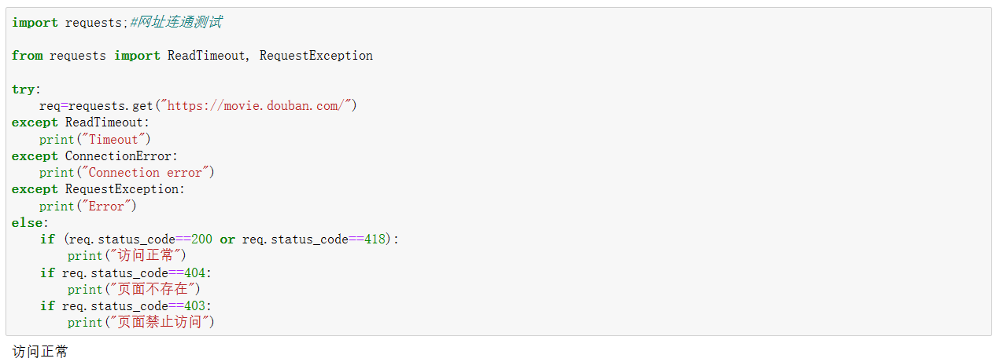 import requests;#网址连通测试
from requests import ReadTimeout, RequestException
try:
    req=requests.get("https://movie.douban.com/")
except ReadTimeout:
    print("Timeout")
except ConnectionError:
    print("Connection error")
except RequestException:
    print("Error")
else:
    if (req.status_code==200 or req.status_code==418):
        print("访问正常")
    if req.status_code==404:
        print("页面不存在")
    if req.status_code==403:
        print("页面禁止访问")
访问正常